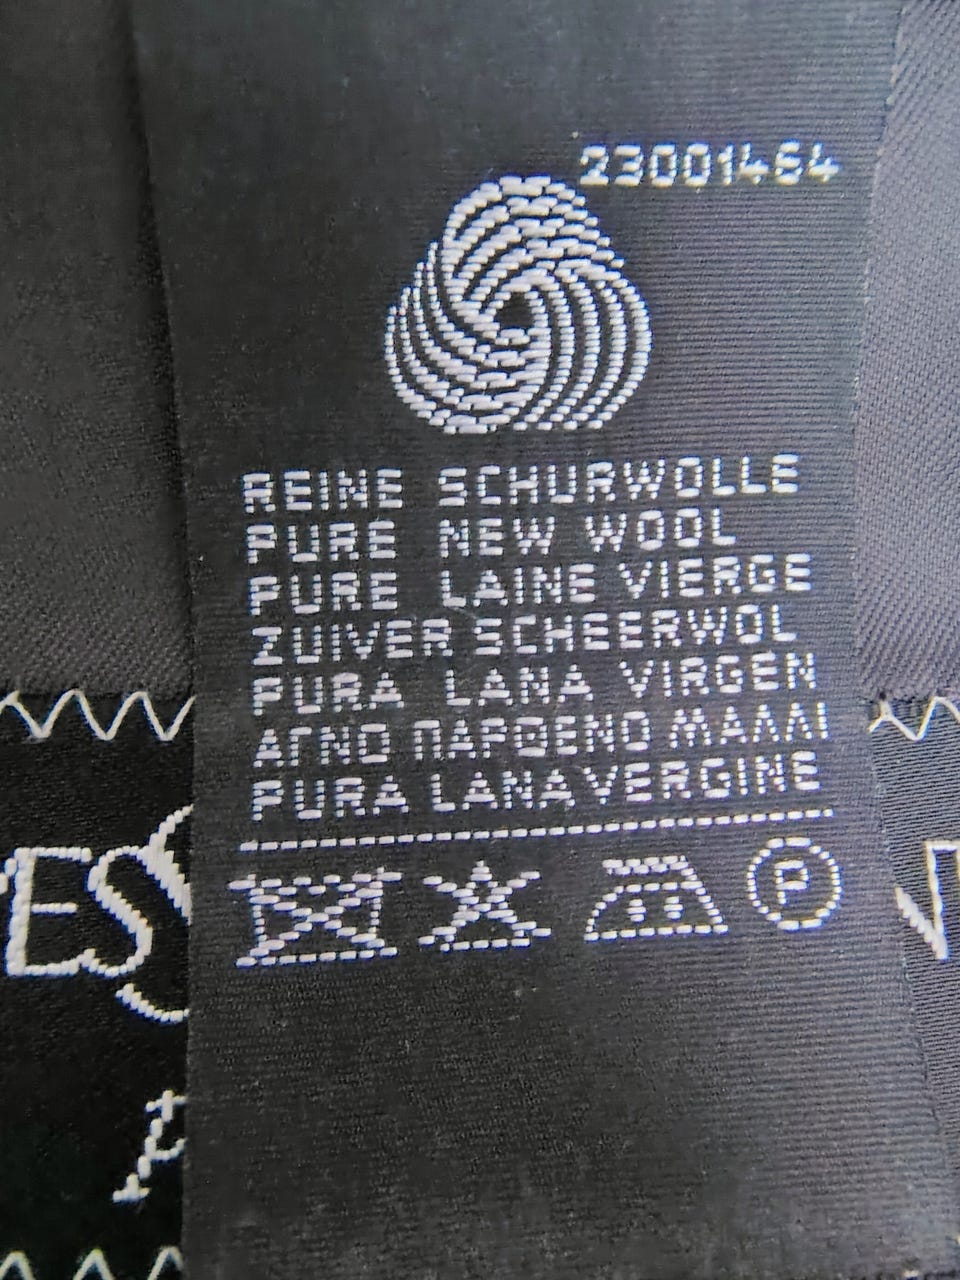 23001464
REINE SCHURWOLLE
PURE NEW WOOL
PURE LAINE VIERGE
ZUIVER SCHEERWOL
PURA LANA VIRGEN
ΑΓΝΟ ΠΑΡΘΕΝΟ ΜΑΛΛΙ
PURA LANA VERGINE
P